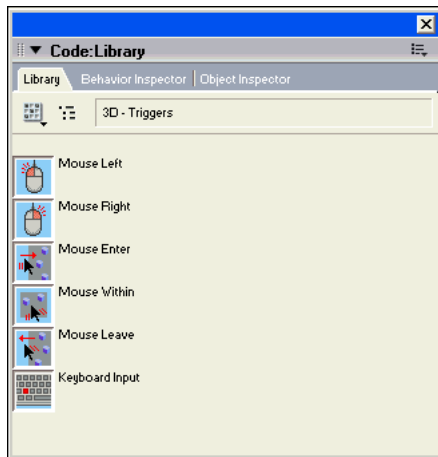 Code:Library
Library Behavior Inspector Object Inspector
3D - Triggers
Mouse Left
Mouse Right
Mouse Enter
Mouse Within
Mouse Leave
Keyboard Input